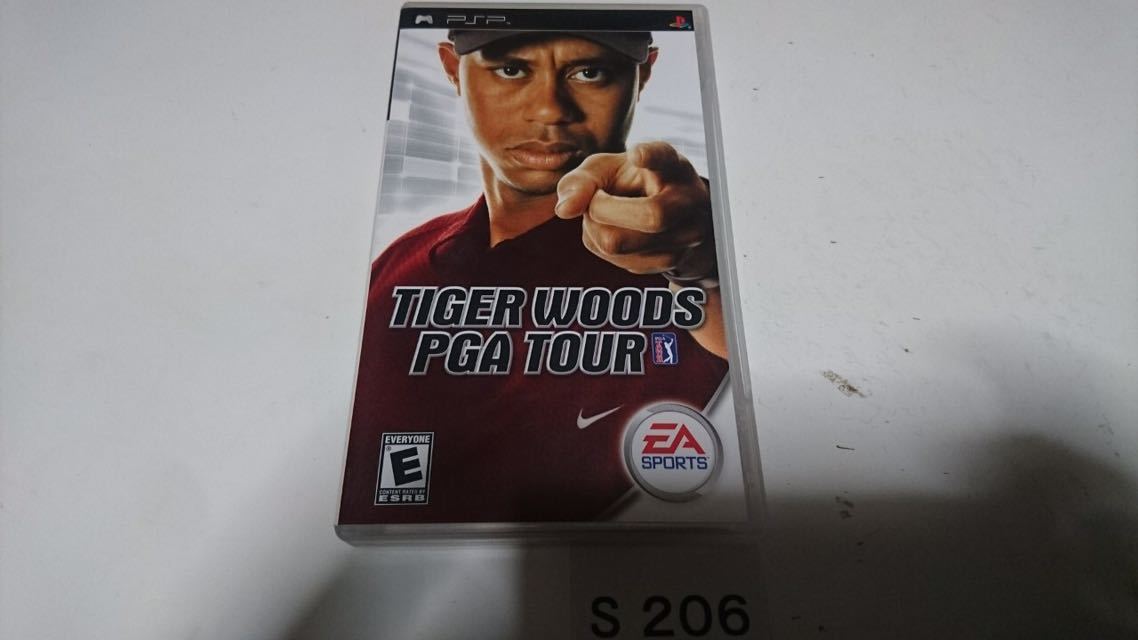 PSP
TIGER WOODS
PGA TOUR
EVERYONE
E
CONTENT RATED BY
ESRB
EA
SPORTS
S 206